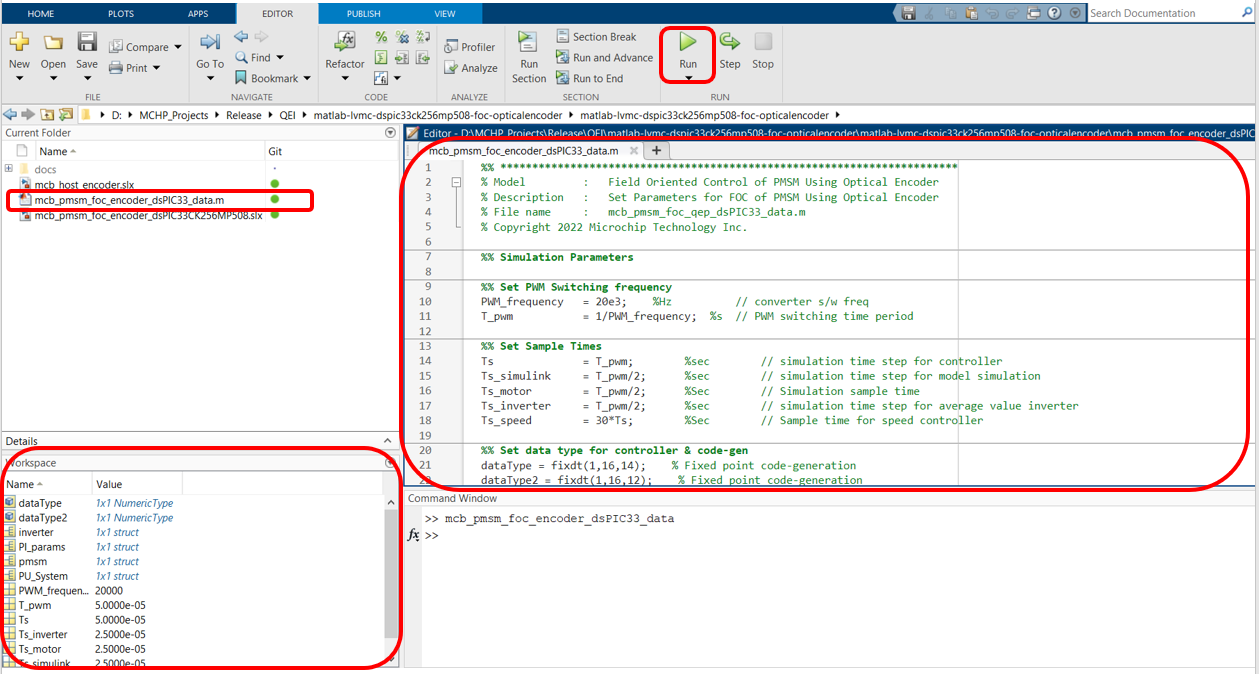 HOME PLOTS APPS EDITOR PUBLISH VIEW Search Documentation
New Open Save Compare Print Go To Find Bookmark Refactor Profiler Analyze Run Section Section Break Run and Advance Run to End Run Step Stop
FILE NAVIGATE CODE ANALYZE SECTION RUN
D: MCHP_Projects Release QEI matlab-lvmc-dspic33ck256mp508-foc-opticalencoder matlab-lvmc-dspic33ck256mp508-foc-opticalencoder
Current Folder
Name Git
docs
mcb_host_encoder.slx
mcb_pmsm_foc_encoder_dsPIC33_data.m
mcb_pmsm_foc_encoder_dsPIC33CK256MP508.slx
Details
Workspace
Name Value
dataType 1x1 NumericType
dataType2 1x1 NumericType
inverter 1x1 struct
PI_params 1x1 struct
pmsm 1x1 struct
PU_System 1x1 struct
PWM_frequen... 20000
T_pwm 5.0000e-05
Ts 5.0000e-05
Ts_inverter 2.5000e-05
Ts_motor 2.5000e-05
Ts_simulink 2.5000e-05
Editor - D:\MCHP_Projects\Release\QEI\matlab-lvmc-dspic33ck256mp508-foc-opticalencoder\matlab-lvmc-dspic33ck256mp508-foc-opticalencoder\mcb_pmsm_foc_encoder_dsPIC
mcb_pmsm_foc_encoder_dsPIC33_data.m
1 %% ************************************************************************
2 % Model : Field Oriented Control of PMSM Using Optical Encoder
3 % Description : Set Parameters for FOC of PMSM Using Optical Encoder
4 % File name : mcb_pmsm_foc_qep_dsPIC33_data.m
5 % Copyright 2022 Microchip Technology Inc.
6
7 %% Simulation Parameters
8
9 %% Set PWM Switching frequency
10 PWM_frequency = 20e3; %Hz // converter s/w freq
11 T_pwm = 1/PWM_frequency; %s // PWM switching time period
12
13 %% Set Sample Times
14 Ts = T_pwm; %sec // simulation time step for controller
15 Ts_simulink = T_pwm/2; %sec // simulation time step for model simulation
16 Ts_motor = T_pwm/2; %Sec // Simulation sample time
17 Ts_inverter = T_pwm/2; %sec // simulation time step for average value inverter
18 Ts_speed = 30*Ts; %Sec // Sample time for speed controller
19
20 %% Set data type for controller & code-gen
21 dataType = fixdt(1,16,14); % Fixed point code-generation
22 dataType2 = fixdt(1,16,12); % Fixed point code-generation
Command Window
>> mcb_pmsm_foc_encoder_dsPIC33_data
fx >>